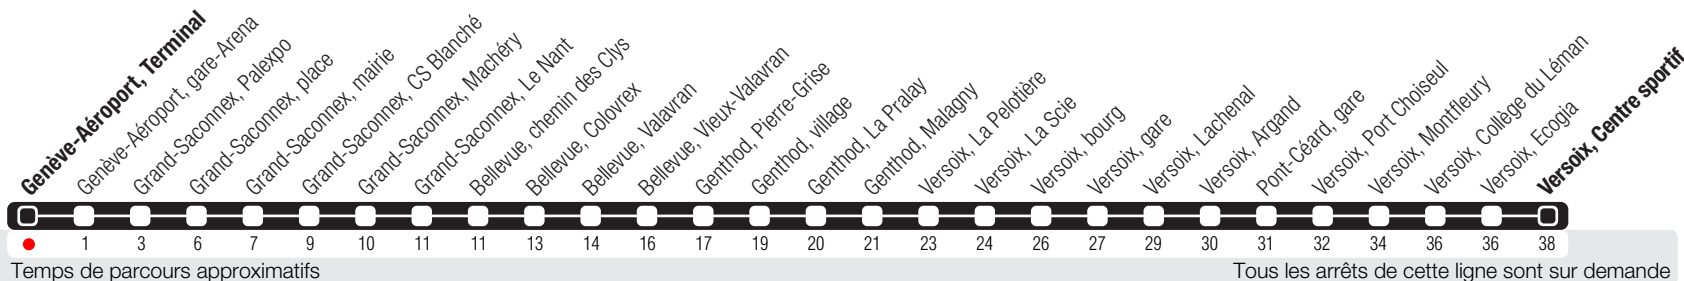 Genève-Aéroport, Terminal
Genève-Aéroport, gare-Arena
Grand-Saconnex, Palexpo
Grand-Saconnex, place
Grand-Saconnex, mairie
Grand-Saconnex, CS Blanché
Grand-Saconnex, Machéry
Grand-Saconnex, Le Nant
Bellevue, chemin des Clys
Bellevue, Colovrex
Bellevue, Valavran
Bellevue, Vieux-Valavran
Genthod, Pierre-Grise
Genthod, village
Genthod, La Pralay
Genthod, Malagny
Versoix, La Pelotière
Versoix, La Scie
Versoix, bourg
Versoix, gare
Versoix, Lachenal
Versoix, Argand
Pont-Céard, gare
Versoix, Port Choiseul
Versoix, Montfleury
Versoix, Collège du Léman
Versoix, Ecogia
Versoix, Centre sportif
1 3 6 7 9 10 11 11 13 14 16 17 19 20 21 23 24 26 27 29 30 31 32 34 36 36 38
Temps de parcours approximatifs
Tous les arrêts de cette ligne sont sur demande